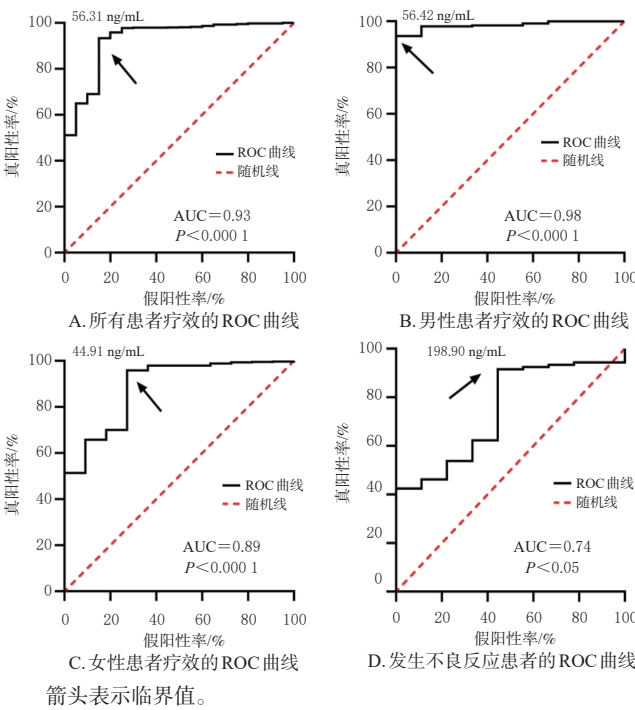 56.31 ng/mL
100
80
60
40
20
0
真阳性率/%
ROC曲线
随机线
AUC=0.93
P<0.000 1
0 20 40 60 80 100
假阳性率/%
A.所有患者疗效的ROC曲线
56.42 ng/mL
100
80
60
40
20
0
真阳性率/%
ROC曲线
随机线
AUC=0.98
P<0.000 1
0 20 40 60 80 100
假阳性率/%
B.男性患者疗效的ROC曲线
44.91 ng/mL
100
80
60
40
20
0
真阳性率/%
ROC曲线
随机线
AUC=0.89
P<0.000 1
0 20 40 60 80 100
假阳性率/%
C.女性患者疗效的ROC曲线
198.90 ng/mL
100
80
60
40
20
0
真阳性率/%
ROC曲线
随机线
AUC=0.74
P<0.05
0 20 40 60 80 100
假阳性率/%
D.发生不良反应患者的ROC曲线
箭头表示临界值。